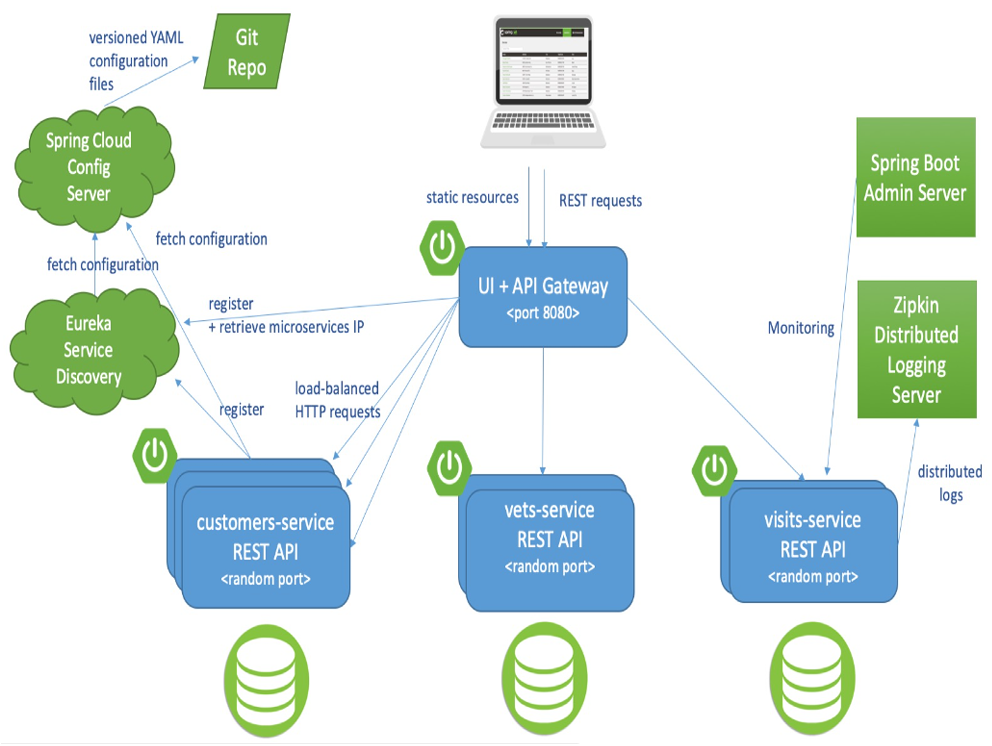 versioned YAML
configuration
files
Git
Repo
Spring Cloud
Config
Server
static resources
REST requests
Spring Boot
Admin Server
fetch configuration
fetch configuration
UI + API Gateway
<port 8080>
Eureka
Service
Discovery
register
+ retrieve microservices IP
Monitoring
Zipkin
Distributed
Logging
Server
load-balanced
HTTP requests
register
distributed
logs
customers-service
REST API
<random port>
vets-service
REST API
<random port>
visits-service
REST API
<random port>